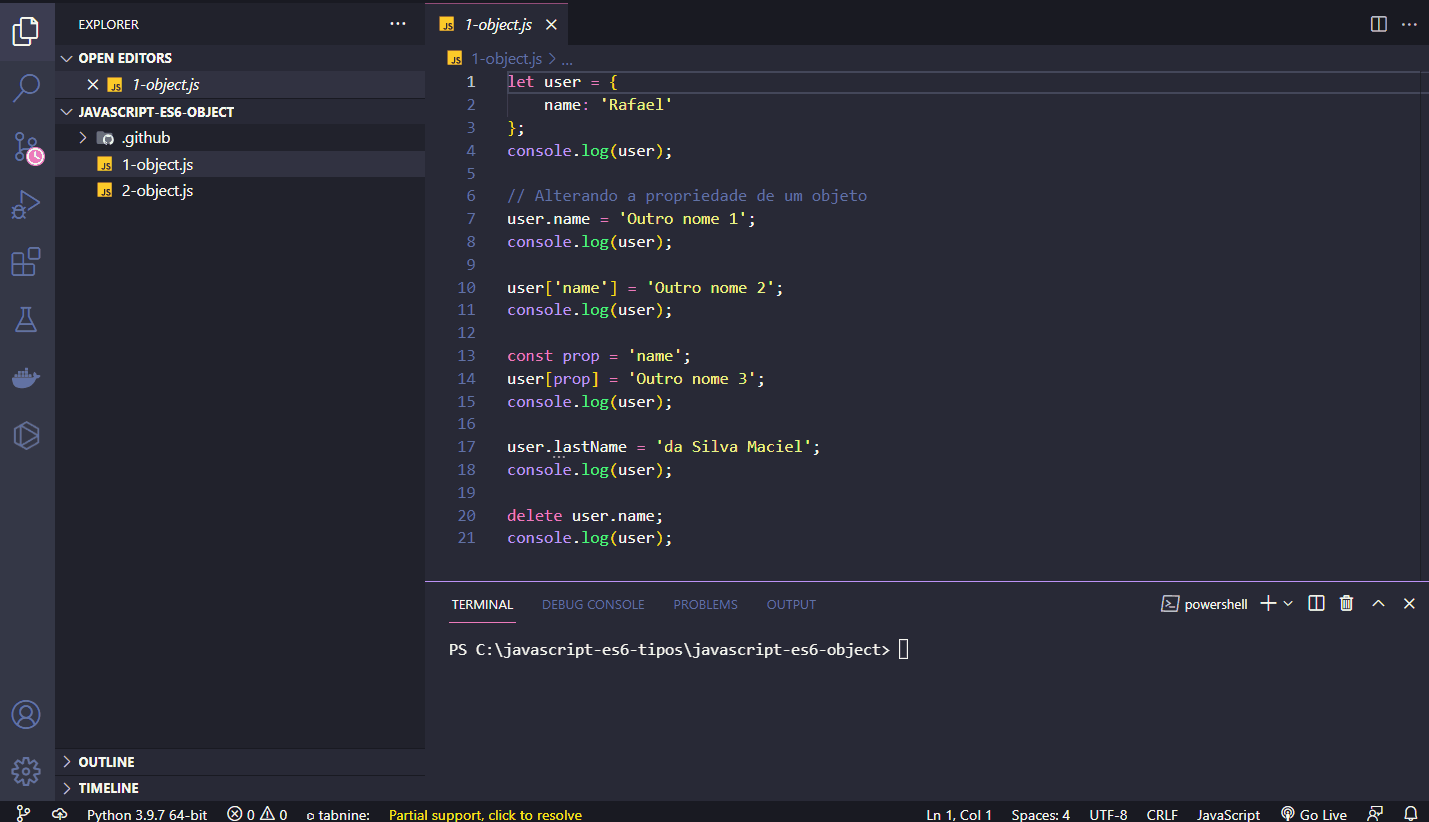 EXPLORER
OPEN EDITORS
JS 1-object.js
JAVASCRIPT-ES6-OBJECT
.github
JS 1-object.js
JS 2-object.js
OUTLINE
TIMELINE
JS 1-object.js
JS 1-object.js > ...
1 let user = {
2     name: 'Rafael'
3 };
4 console.log(user);
5
6 // Alterando a propriedade de um objeto
7 user.name = 'Outro nome 1';
8 console.log(user);
9
10 user['name'] = 'Outro nome 2';
11 console.log(user);
12
13 const prop = 'name';
14 user[prop] = 'Outro nome 3';
15 console.log(user);
16
17 user.lastName = 'da Silva Maciel';
18 console.log(user);
19
20 delete user.name;
21 console.log(user);
TERMINAL DEBUG CONSOLE PROBLEMS OUTPUT powershell
PS C:\javascript-es6-tipos\javascript-es6-object>
Python 3.9.7 64-bit 0 0 tabnine: Partial support, click to resolve Ln 1, Col 1 Spaces: 4 UTF-8 CRLF JavaScript Go Live